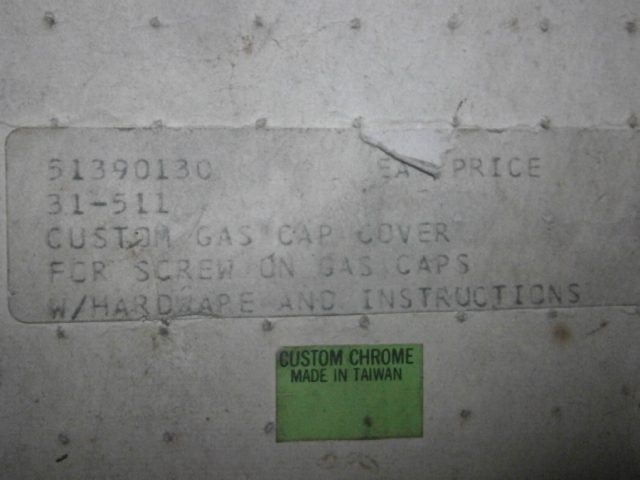 51390130 EA. PRICE
31-511
CUSTOM GAS CAP COVER
FOR SCREW ON GAS CAPS
W/HARDWARE AND INSTRUCTIONS
CUSTOM CHROME
MADE IN TAIWAN